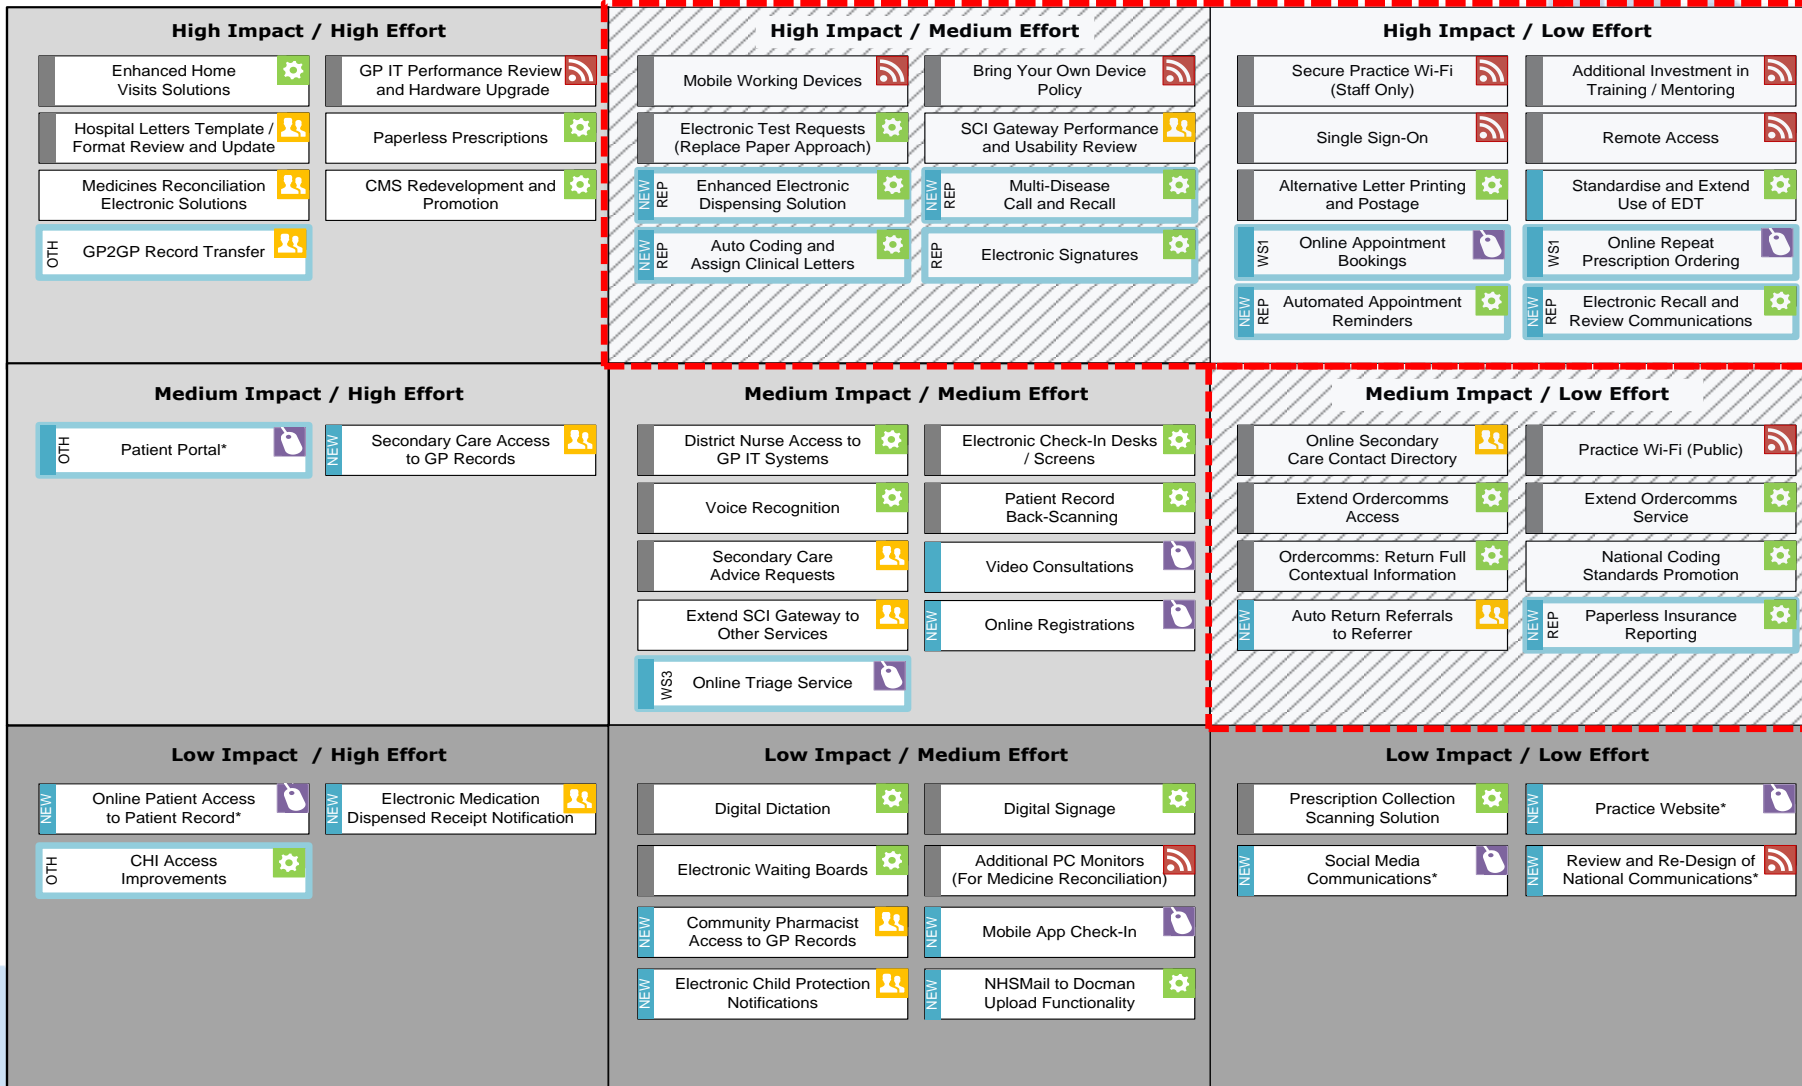 High Impact / High Effort
Enhanced Home
Visits Solutions
GP IT Performance Review
and Hardware Upgrade
Hospital Letters Template /
Format Review and Update
Paperless Prescriptions
Medicines Reconciliation
Electronic Solutions
CMS Redevelopment and
Promotion
OTH
GP2GP Record Transfer
High Impact / Medium Effort
Mobile Working Devices
Bring Your Own Device
Policy
Electronic Test Requests
(Replace Paper Approach)
SCI Gateway Performance
and Usability Review
NEW
REP
Enhanced Electronic
Dispensing Solution
NEW
REP
Multi-Disease
Call and Recall
NEW
REP
Auto Coding and
Assign Clinical Letters
REP
Electronic Signatures
High Impact / Low Effort
Secure Practice Wi-Fi
(Staff Only)
Additional Investment in
Training / Mentoring
Single Sign-On
Remote Access
Alternative Letter Printing
and Postage
Standardise and Extend
Use of EDT
WS1
Online Appointment
Bookings
WS1
Online Repeat
Prescription Ordering
NEW
REP
Automated Appointment
Reminders
NEW
REP
Electronic Recall and
Review Communications
Medium Impact / High Effort
OTH
Patient Portal*
NEW
Secondary Care Access
to GP Records
Medium Impact / Medium Effort
District Nurse Access to
GP IT Systems
Electronic Check-In Desks
/ Screens
Voice Recognition
Patient Record
Back-Scanning
Secondary Care
Advice Requests
Video Consultations
Extend SCI Gateway to
Other Services
NEW
Online Registrations
WS3
Online Triage Service
Medium Impact / Low Effort
Online Secondary
Care Contact Directory
Practice Wi-Fi (Public)
Extend Ordercomms
Access
Extend Ordercomms
Service
Ordercomms: Return Full
Contextual Information
National Coding
Standards Promotion
NEW
Auto Return Referrals
to Referrer
NEW
REP
Paperless Insurance
Reporting
Low Impact / High Effort
NEW
Online Patient Access
to Patient Record*
NEW
Electronic Medication
Dispensed Receipt Notification
OTH
CHI Access
Improvements
Low Impact / Medium Effort
Digital Dictation
Digital Signage
Electronic Waiting Boards
Additional PC Monitors
(For Medicine Reconciliation)
NEW
Community Pharmacist
Access to GP Records
NEW
Mobile App Check-In
NEW
Electronic Child Protection
Notifications
NEW
NHSMail to Docman
Upload Functionality
Low Impact / Low Effort
Prescription Collection
Scanning Solution
NEW
Practice Website*
NEW
Social Media
Communications*
NEW
Review and Re-Design of
National Communications*